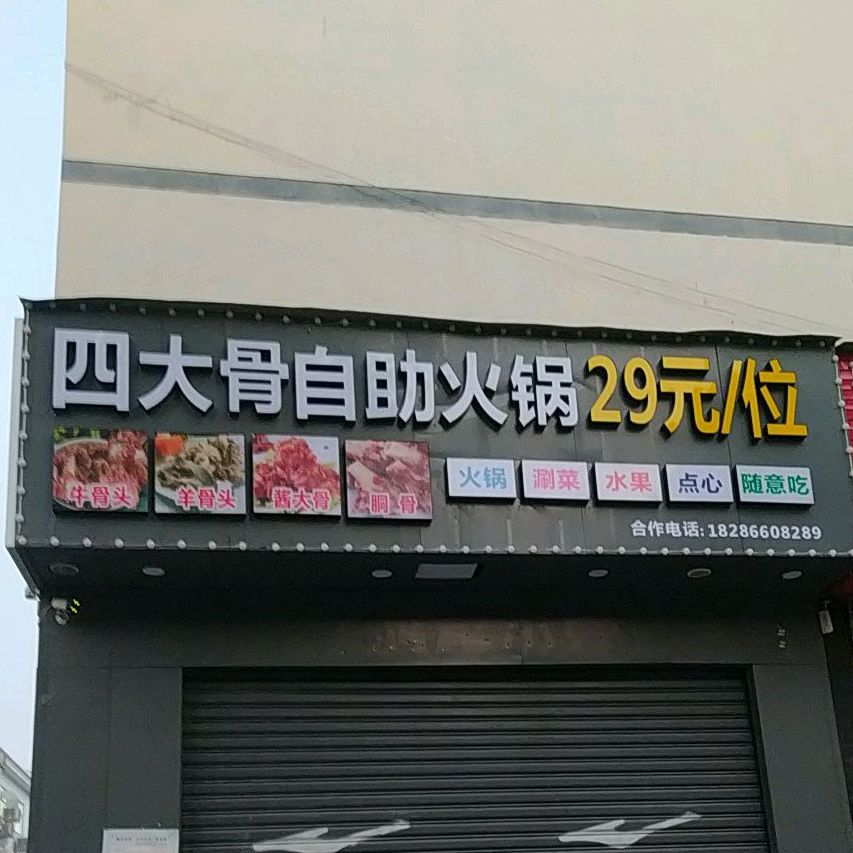 四大骨自助火锅29元/位
牛骨头 羊骨头 酱大骨 胴骨 火锅 涮菜 水果 点心 随意吃
合作电话:18286608289